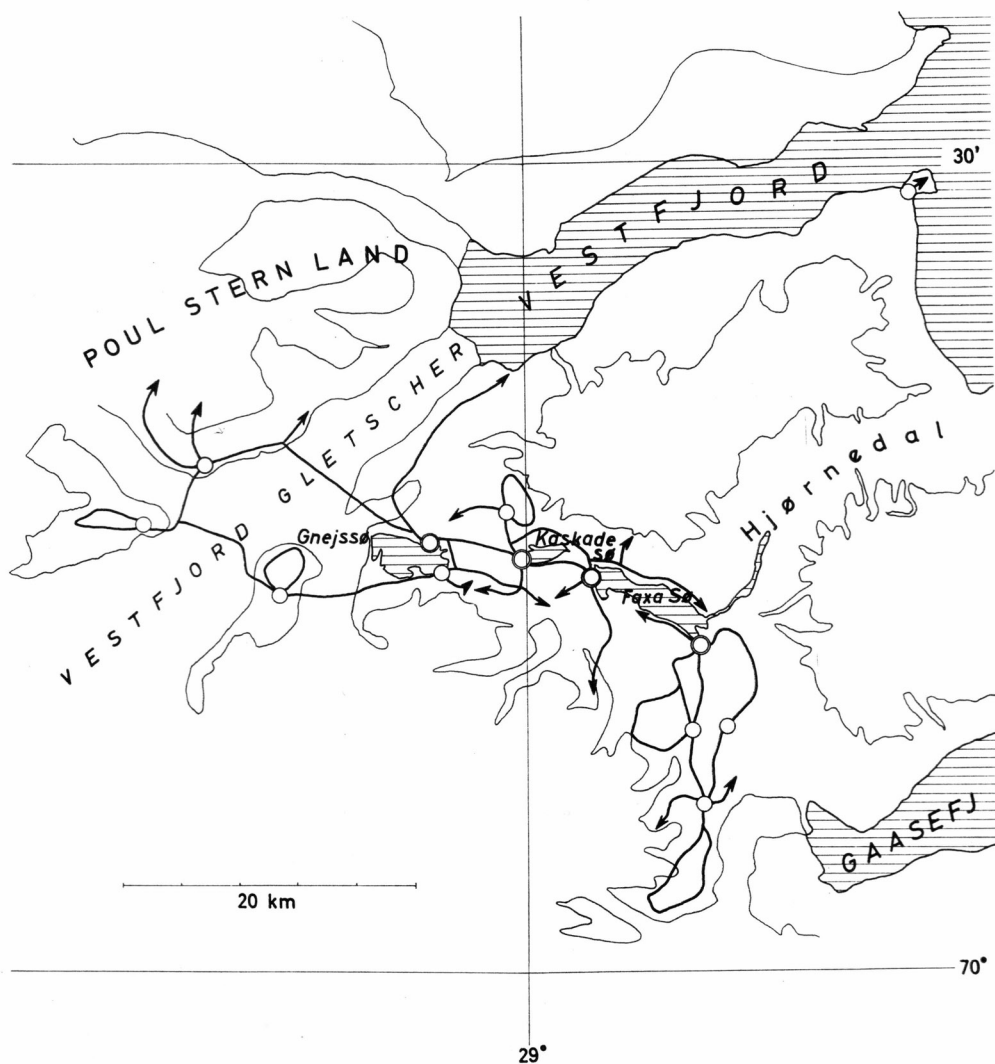 30'
VESTFJORD
POUL STERN LAND
VESTFJORD GLETSCHER
Hjørnedal
Gnejssø
Kaskade
sø
Faxa Sø
GAASEFJ
20 km
70°
29°